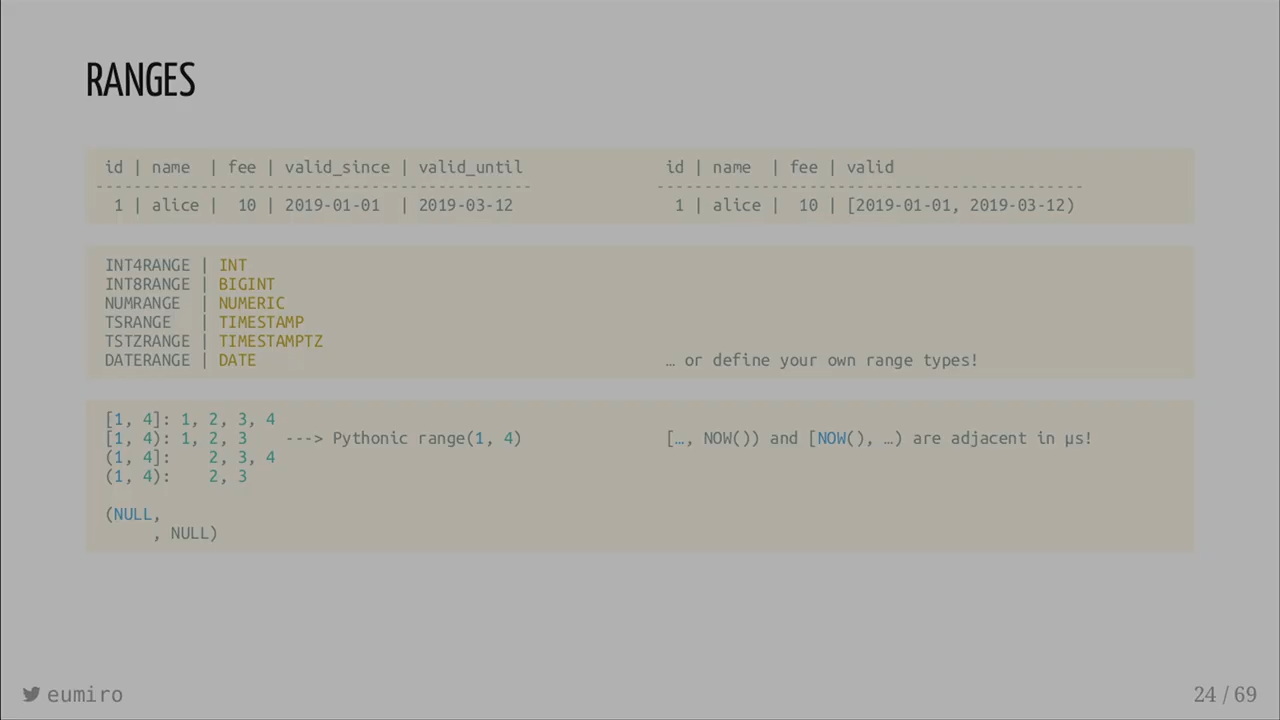 RANGES
id | name  | fee | valid_since | valid_until
----------------------------------------------
1 | alice |  10 | 2019-01-01  | 2019-03-12
id | name  | fee | valid
---------------------------------------------
1 | alice |  10 | [2019-01-01, 2019-03-12)
INT4RANGE | INT
INT8RANGE | BIGINT
NUMRANGE  | NUMERIC
TSRANGE   | TIMESTAMP
TSTZRANGE | TIMESTAMPTZ
DATERANGE | DATE
… or define your own range types!
[1, 4]: 1, 2, 3, 4
[1, 4): 1, 2, 3    ---> Pythonic range(1, 4)
(1, 4]:    2, 3, 4
(1, 4):    2, 3
[…, NOW()) and [NOW(), …) are adjacent in µs!
(NULL,
, NULL)
eumiro
24 / 69